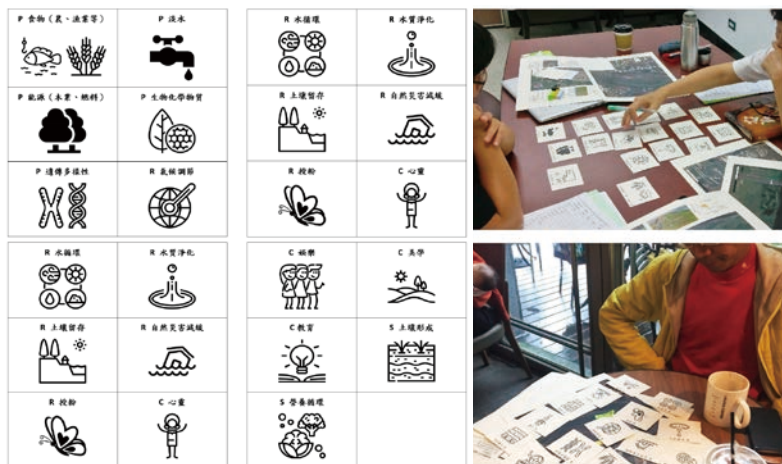 P 食物（農、漁業等）
P 淡水
P 能源（木業、燃料）
P 生物化學物質
P 遺傳多樣性
R 氣候調節
R 水循環
R 水質淨化
R 土壤留存
R 自然災害減緩
R 授粉
C 心靈
R 水循環
R 水質淨化
R 土壤留存
R 自然災害減緩
R 授粉
C 心靈
C 娛樂
C 美學
C 教育
S 土壤形成
S 營養循環